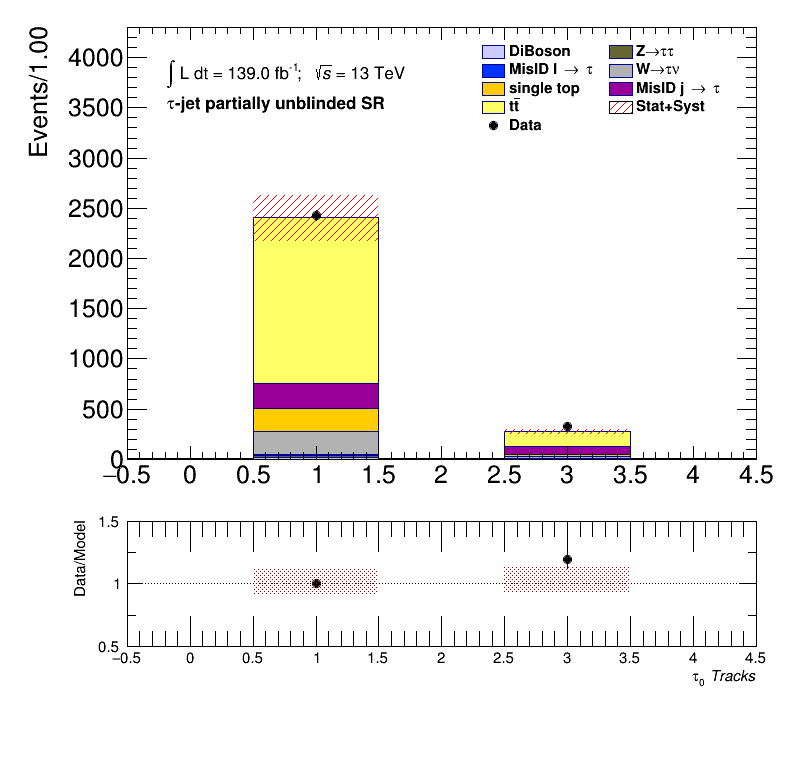 Events/1.00
4000
3500
3000
2500
2000
1500
1000
500
0
∫ L dt = 139.0 fb⁻¹; √s = 13 TeV
τ-jet partially unblinded SR
DiBoson
MisID l → τ
single top
tt̄
Data
Z→ττ
W→τν
MisID j → τ
Stat+Syst
−0.5 0 0.5 1 1.5 2 2.5 3 3.5 4 4.5
Data/Model
1.5
1
0.5
−0.5 0 0.5 1 1.5 2 2.5 3 3.5 4 4.5
τ₀ Tracks